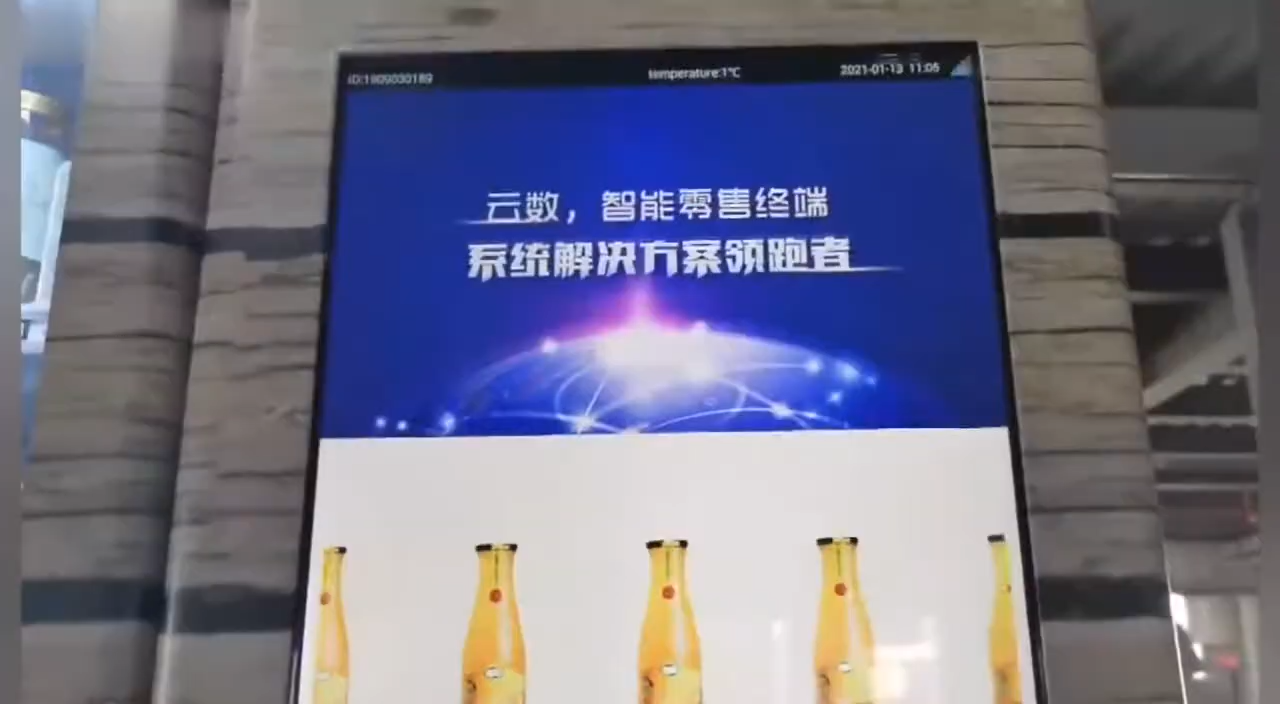 ID:1909030189
temperature:1℃
2021-01-13 11:05
云数，智能零售终端
系统解决方案领跑者